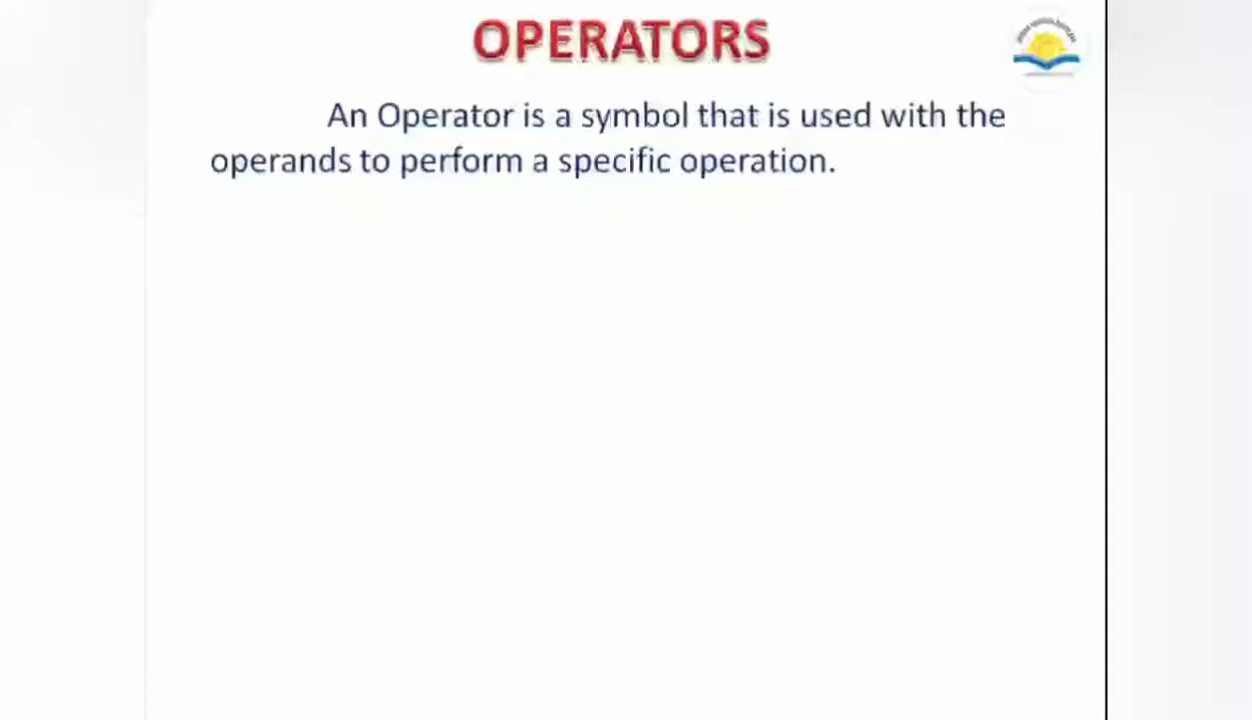 OPERATORS
An Operator is a symbol that is used with the
operands to perform a specific operation.